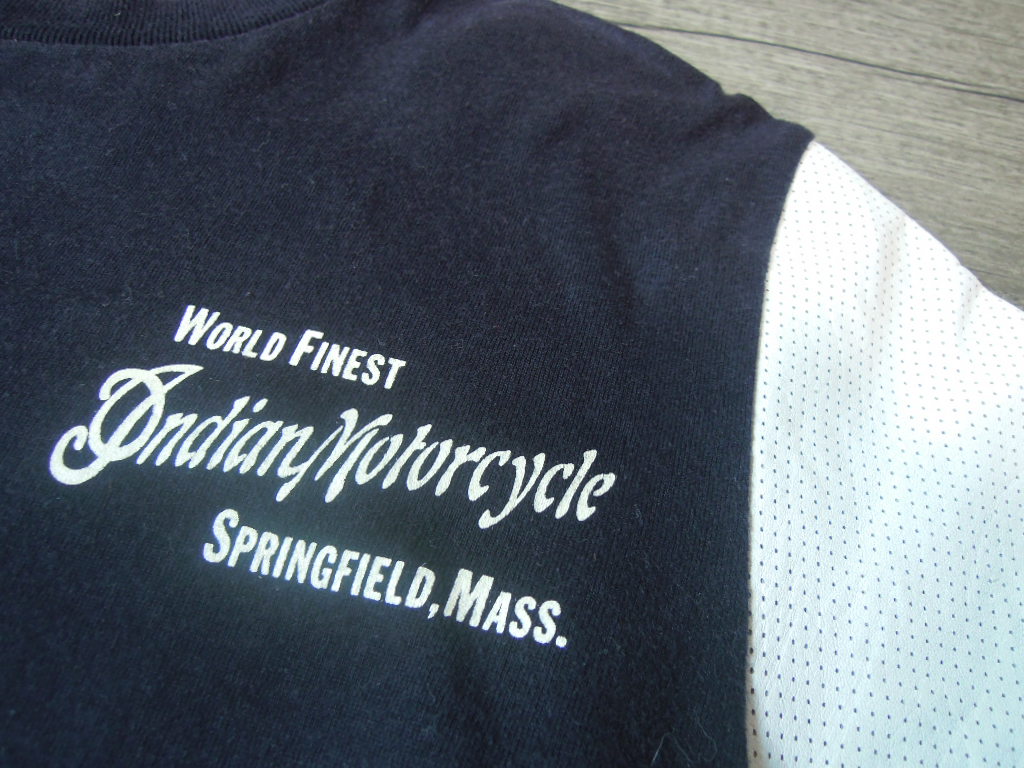 WORLD FINEST
Indian Motorcycle
SPRINGFIELD, MASS.